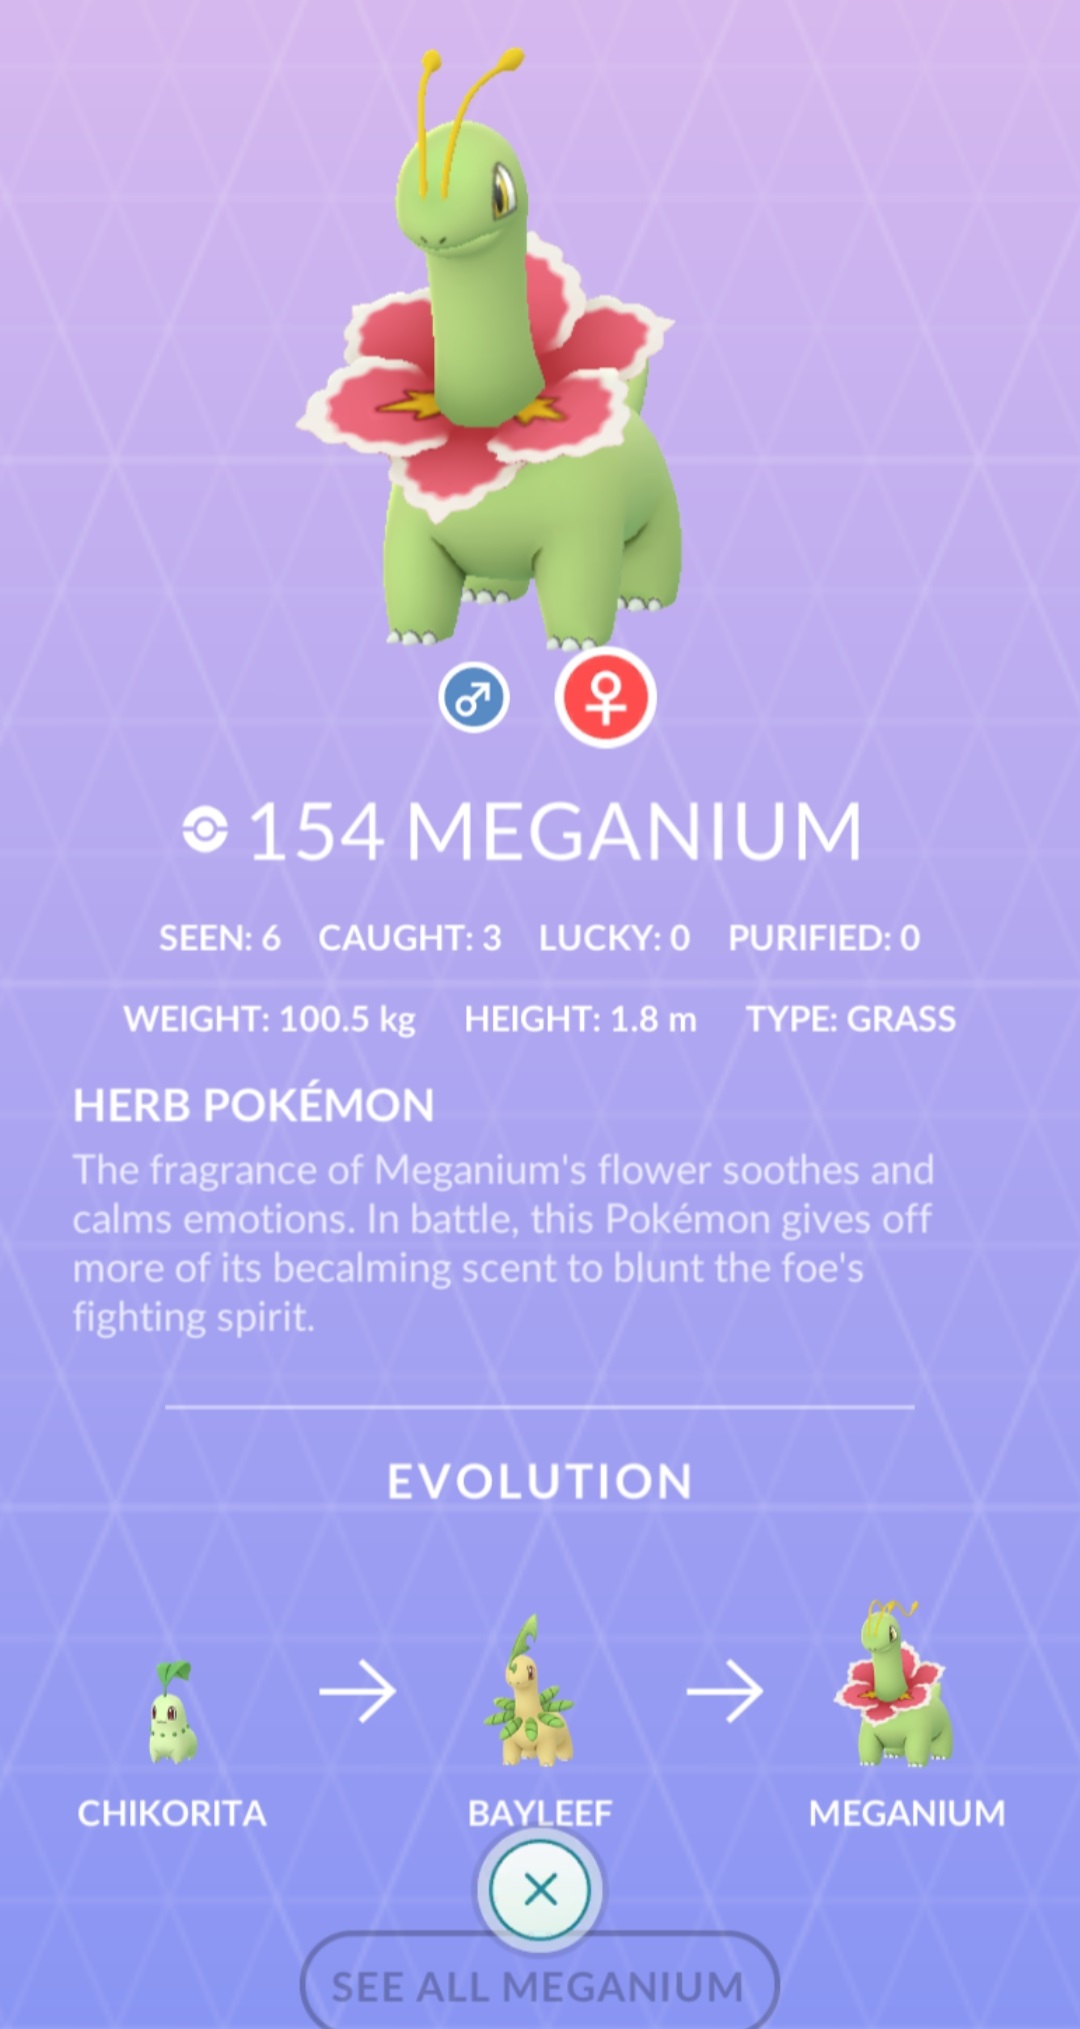 154 MEGANIUM
SEEN: 6 CAUGHT: 3 LUCKY: 0 PURIFIED: 0
WEIGHT: 100.5 kg HEIGHT: 1.8 m TYPE: GRASS
HERB POKÉMON
The fragrance of Meganium's flower soothes and
calms emotions. In battle, this Pokémon gives off
more of its becalming scent to blunt the foe's
fighting spirit.
EVOLUTION
CHIKORITA BAYLEEF MEGANIUM
SEE ALL MEGANIUM